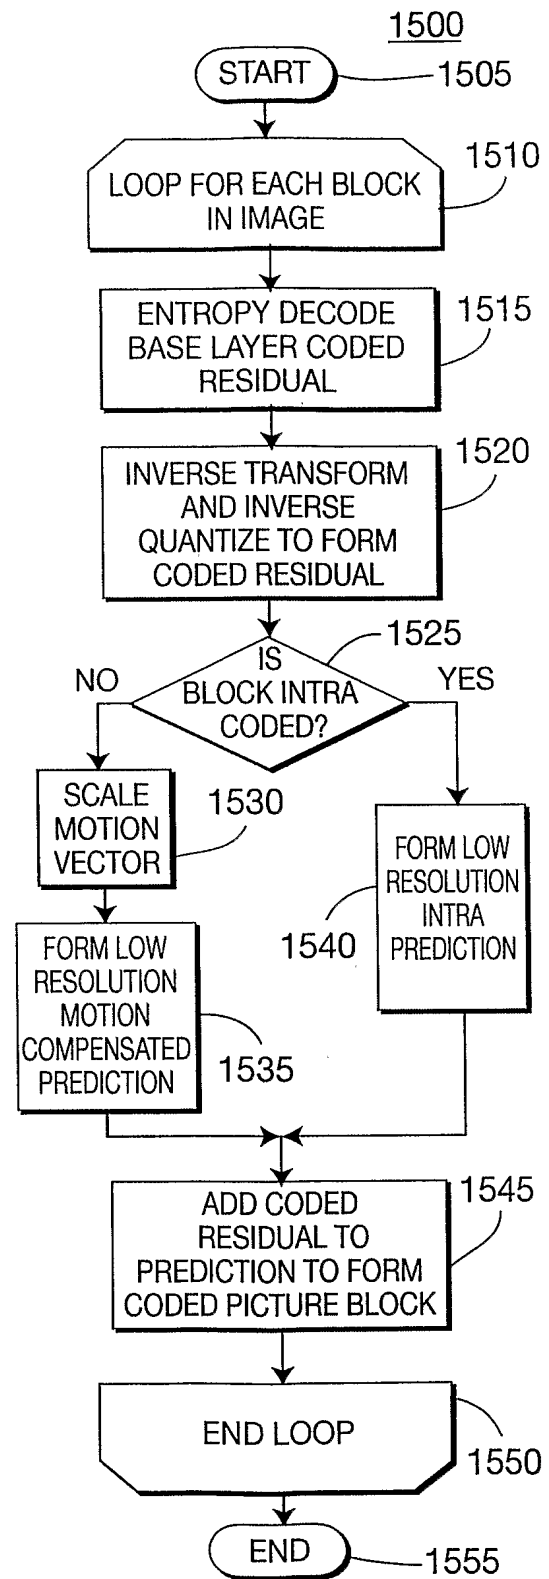 1500
START
1505
1510
LOOP FOR EACH BLOCK
IN IMAGE
1515
ENTROPY DECODE
BASE LAYER CODED
RESIDUAL
1520
INVERSE TRANSFORM
AND INVERSE
QUANTIZE TO FORM
CODED RESIDUAL
1525
IS
BLOCK INTRA
CODED?
NO
YES
SCALE
MOTION
VECTOR
1530
FORM LOW
RESOLUTION
MOTION
COMPENSATED
PREDICTION
1535
FORM LOW
RESOLUTION
INTRA
PREDICTION
1540
1545
ADD CODED
RESIDUAL TO
PREDICTION TO FORM
CODED PICTURE BLOCK
END LOOP
1550
END
1555